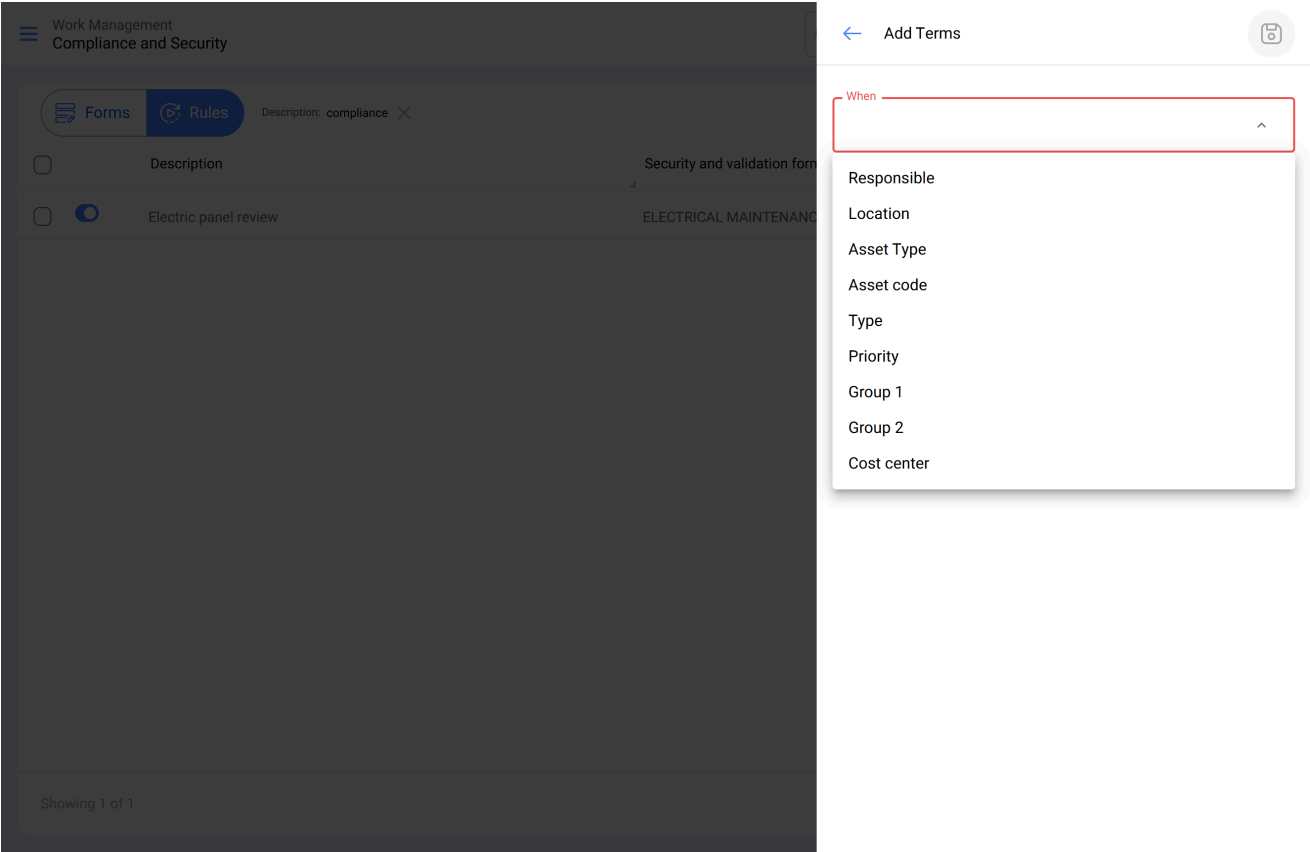 Work Management
Compliance and Security
Add Terms
Forms
Rules
Description: compliance
When
Description
Security and validation form
Electric panel review
ELECTRICAL MAINTENANC
Responsible
Location
Asset Type
Asset code
Type
Priority
Group 1
Group 2
Cost center
Showing 1 of 1